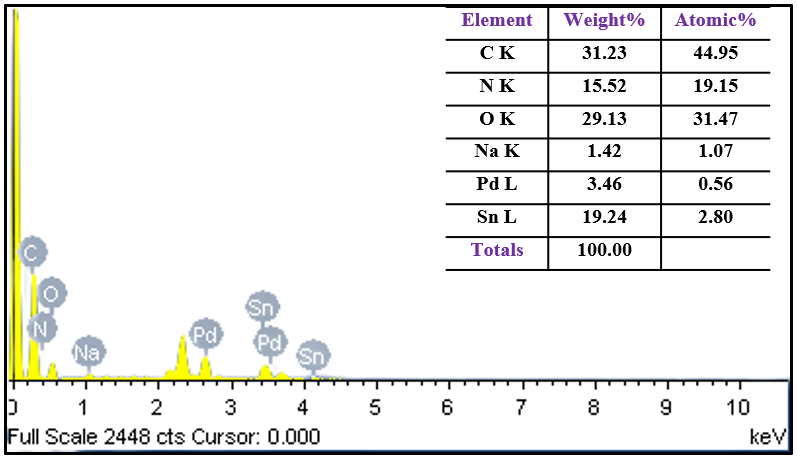 Element Weight% Atomic%
C K 31.23 44.95
N K 15.52 19.15
O K 29.13 31.47
Na K 1.42 1.07
Pd L 3.46 0.56
Sn L 19.24 2.80
Totals 100.00
C
O
N
Na
Pd
Sn
Pd
Sn
0 1 2 3 4 5 6 7 8 9 10
Full Scale 2448 cts Cursor: 0.000 keV